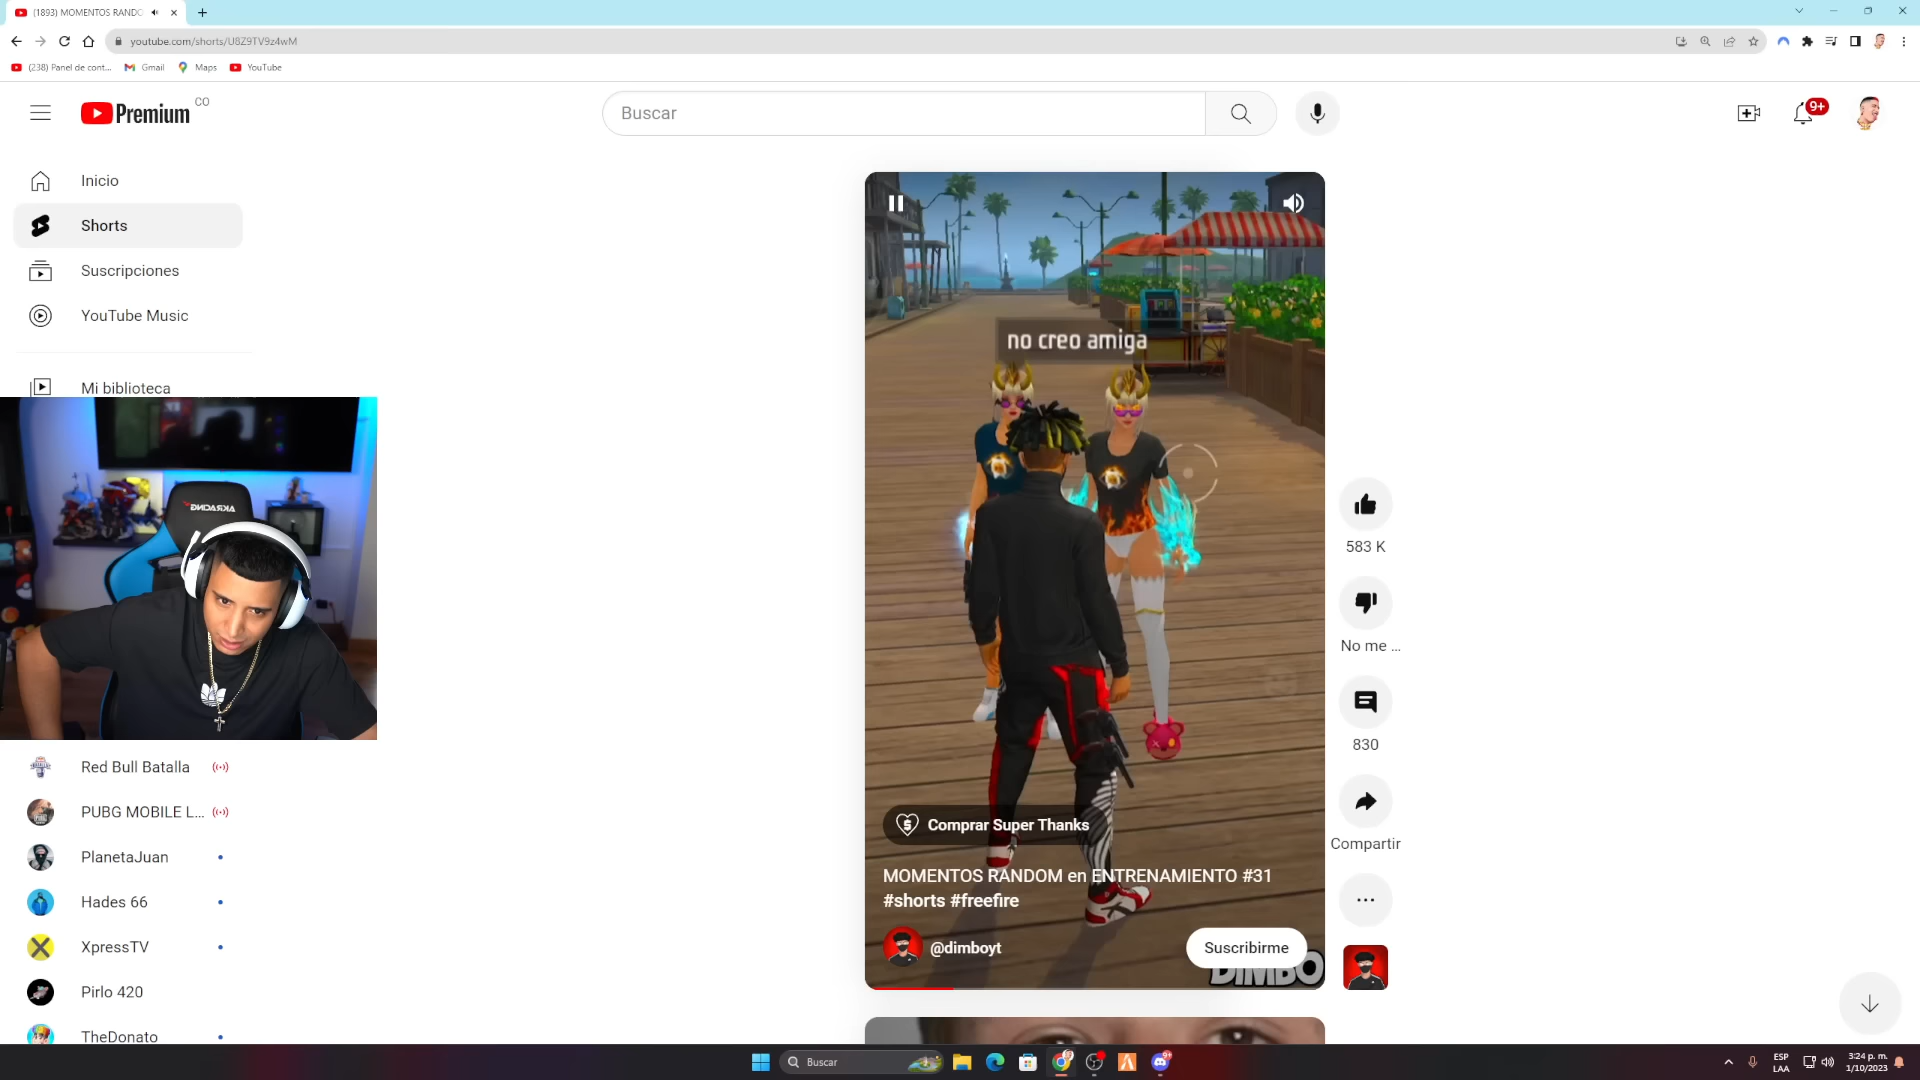 (1893) MOMENTOS RANDO
youtube.com/shorts/U8Z9TV9z4wM
(238) Panel de cont...
Gmail
Maps
YouTube
Premium
CO
Buscar
9+
Inicio
Shorts
Suscripciones
YouTube Music
Mi biblioteca
AKRACING
no creo amiga
583 K
No me ...
830
Compartir
Red Bull Batalla
PUBG MOBILE L...
PlanetaJuan
Hades 66
XpressTV
Pirlo 420
TheDonato
Comprar Super Thanks
MOMENTOS RANDOM en ENTRENAMIENTO #31
#shorts #freefire
@dimboyt
Suscribirme
DIMBO
Buscar
ESP
LAA
3:24 p. m.
1/10/2023